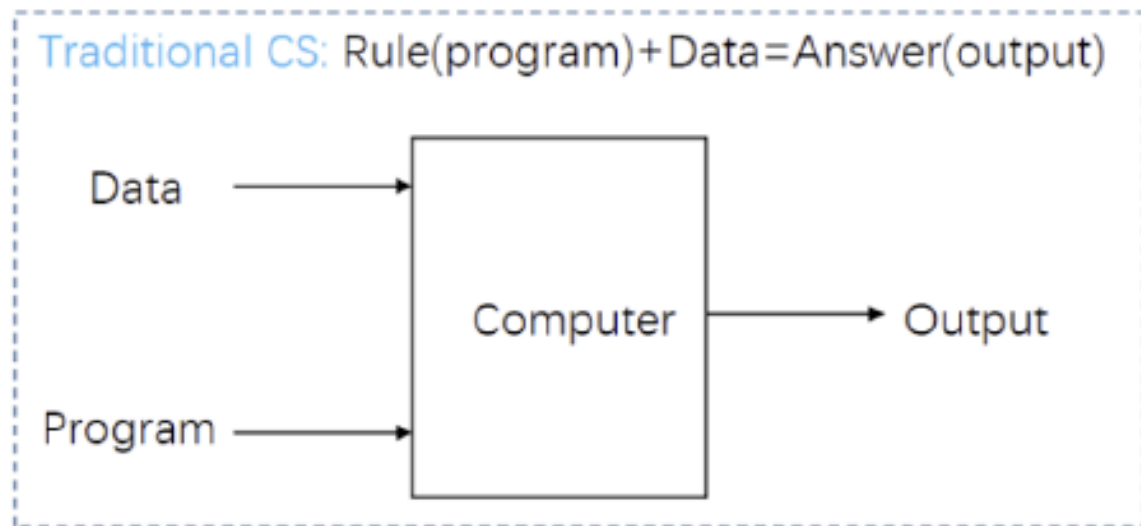 Traditional CS: Rule(program)+Data=Answer(output)
Data
Computer
Output
Program